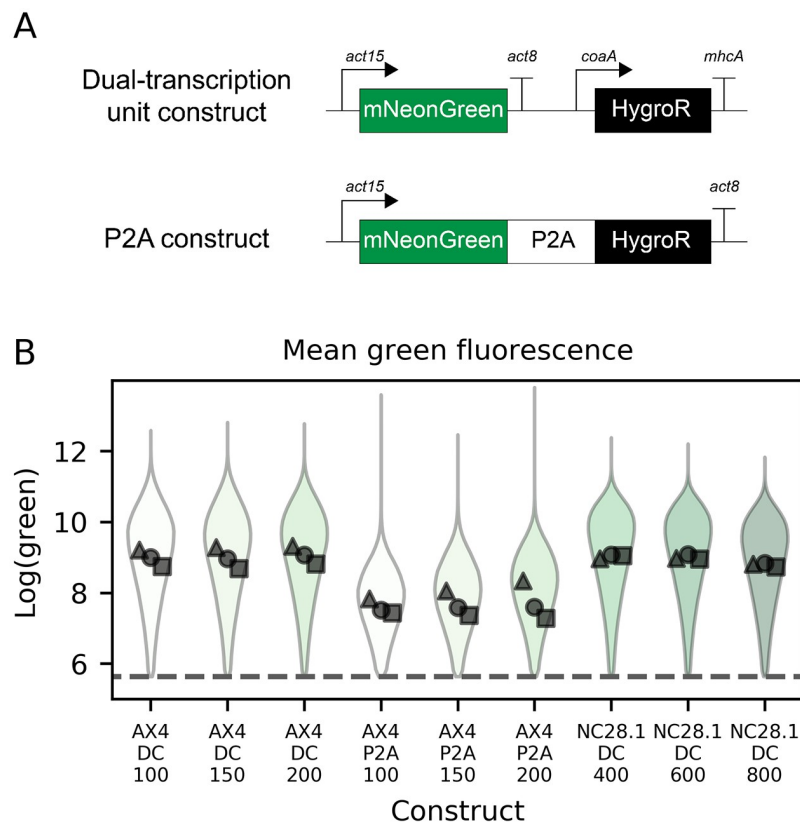 A
act15
act8
coaA
mhcA
Dual-transcription
unit construct
mNeonGreen
HygroR
act15
act8
P2A construct
mNeonGreen
P2A
HygroR
B
Mean green fluorescence
Log(green)
12
10
8
6
AX4
DC
100
AX4
DC
150
AX4
DC
200
AX4
P2A
100
AX4
P2A
150
AX4
P2A
200
NC28.1
DC
400
NC28.1
DC
600
NC28.1
DC
800
Construct